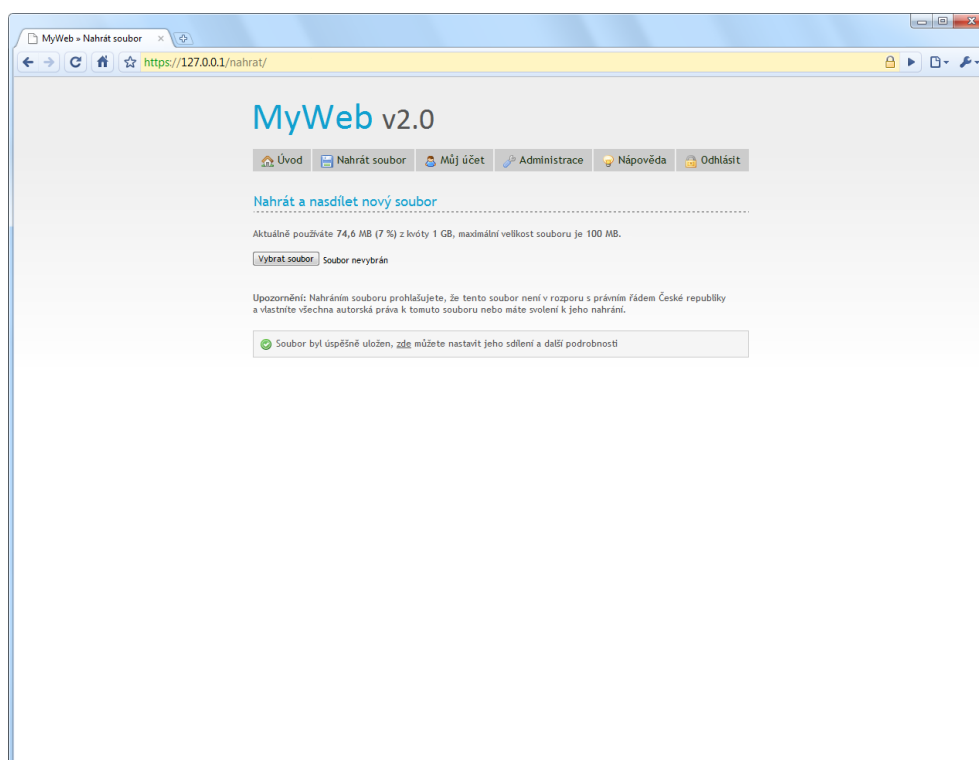 MyWeb » Nahrát soubor
https://127.0.0.1/nahrat/
MyWeb v2.0
Úvod Nahrát soubor Můj účet Administrace Nápověda Odhlásit
Nahrát a nasdílet nový soubor
Aktuálně používáte 74,6 MB (7 %) z kvóty 1 GB, maximální velikost souboru je 100 MB.
Vybrat soubor Soubor nevybrán
Upozornění: Nahráním souboru prohlašujete, že tento soubor není v rozporu s právním řádem České republiky
a vlastníte všechna autorská práva k tomuto souboru nebo máte svolení k jeho nahrání.
Soubor byl úspěšně uložen, zde můžete nastavit jeho sdílení a další podrobnosti